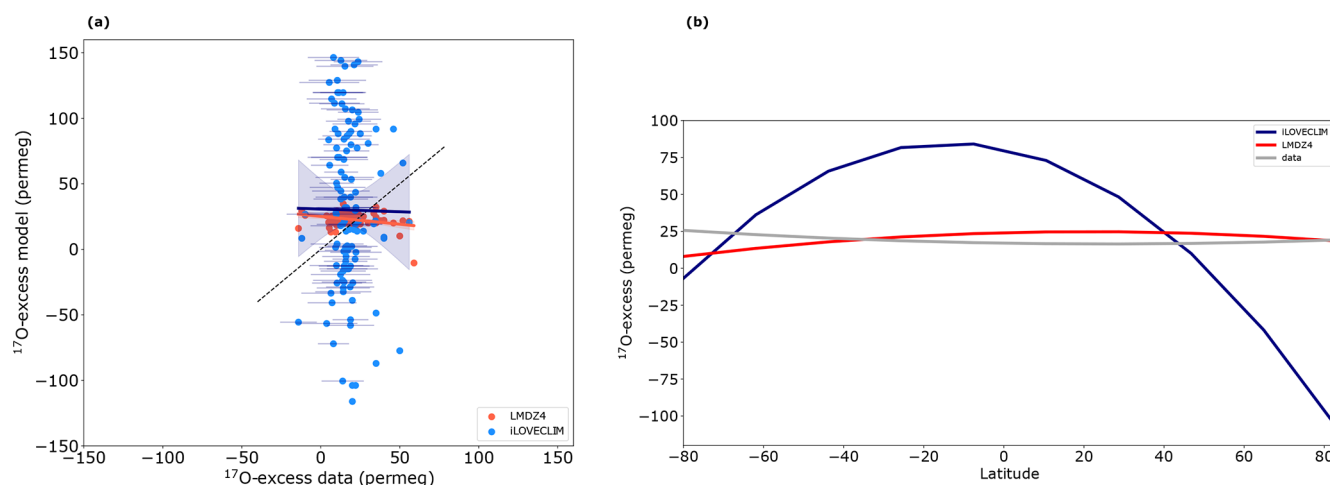 (a)
150
100
50
0
−50
−100
−150
−150
−100
−50
0
50
100
150
17O-excess model (permeg)
17O-excess data (permeg)
LMDZ4
iLOVECLIM
(b)
100
75
50
25
0
25
50
75
−100
−80
−60
−40
−20
0
20
40
60
80
17O-excess (permeg)
Latitude
iLOVECLIM
LMDZ4
data